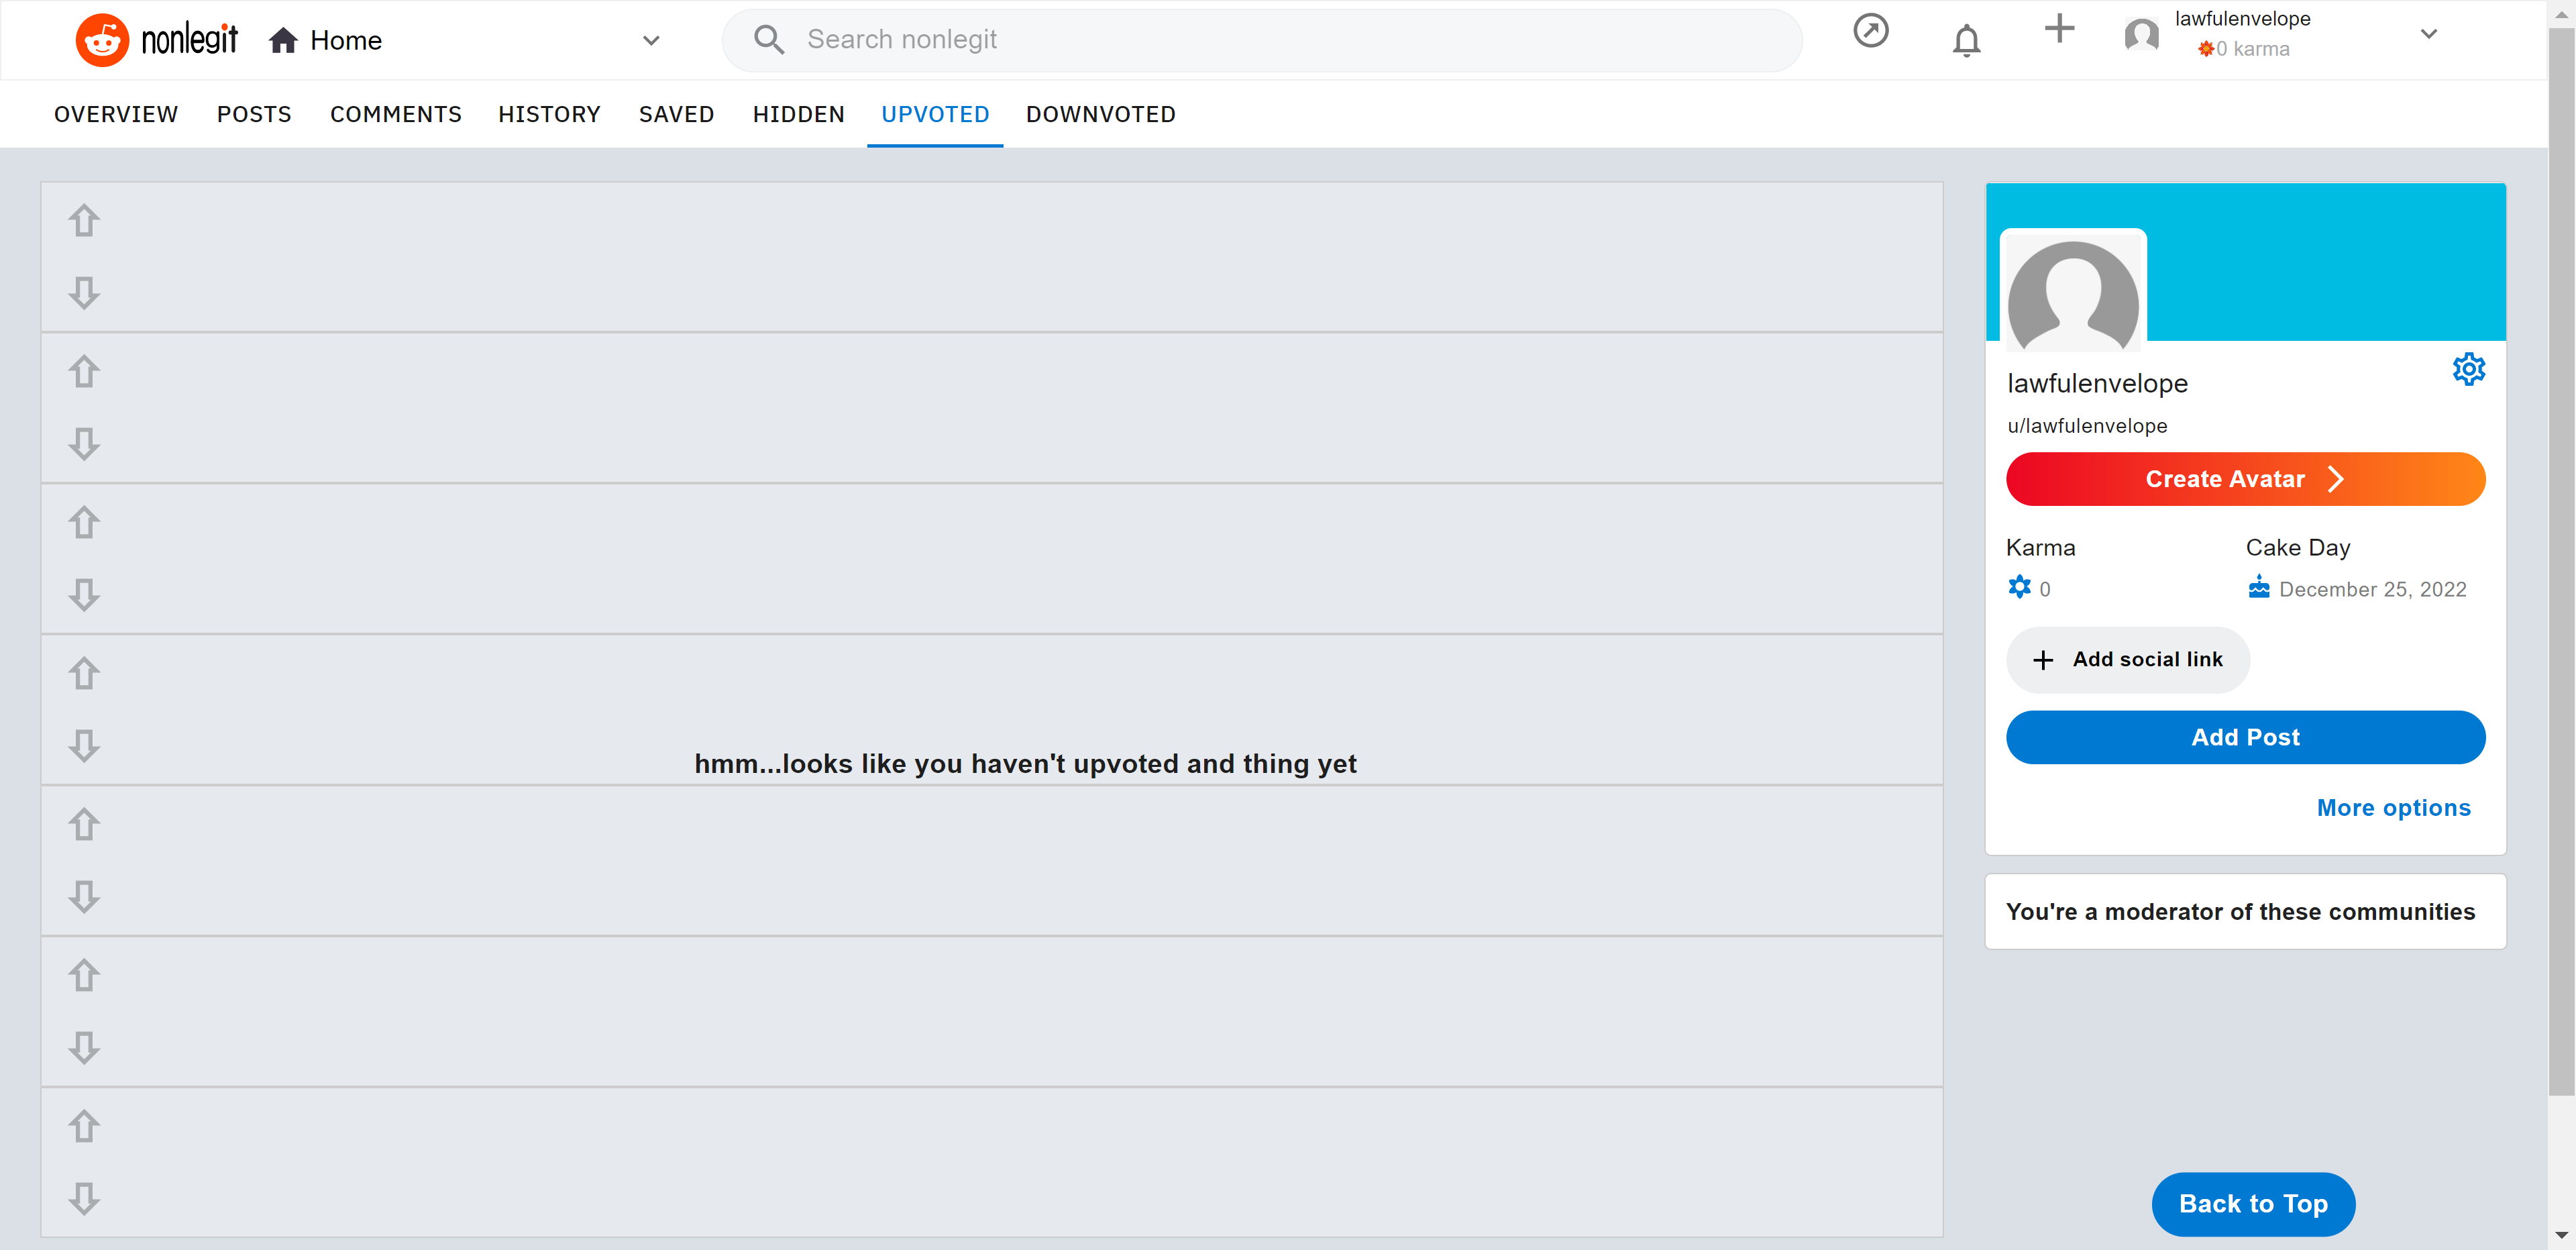 nonlegit
Home
Search nonlegit
lawfulenvelope
0 karma
OVERVIEW POSTS COMMENTS HISTORY SAVED HIDDEN UPVOTED DOWNVOTED
hmm...looks like you haven't upvoted and thing yet
lawfulenvelope
u/lawfulenvelope
Create Avatar
Karma Cake Day
0 December 25, 2022
Add social link
Add Post
More options
You're a moderator of these communities
Back to Top